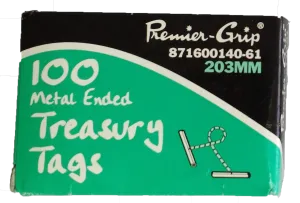 Premier-Grip®
871600140-61
203MM
100
Metal Ended
Treasury
Tags